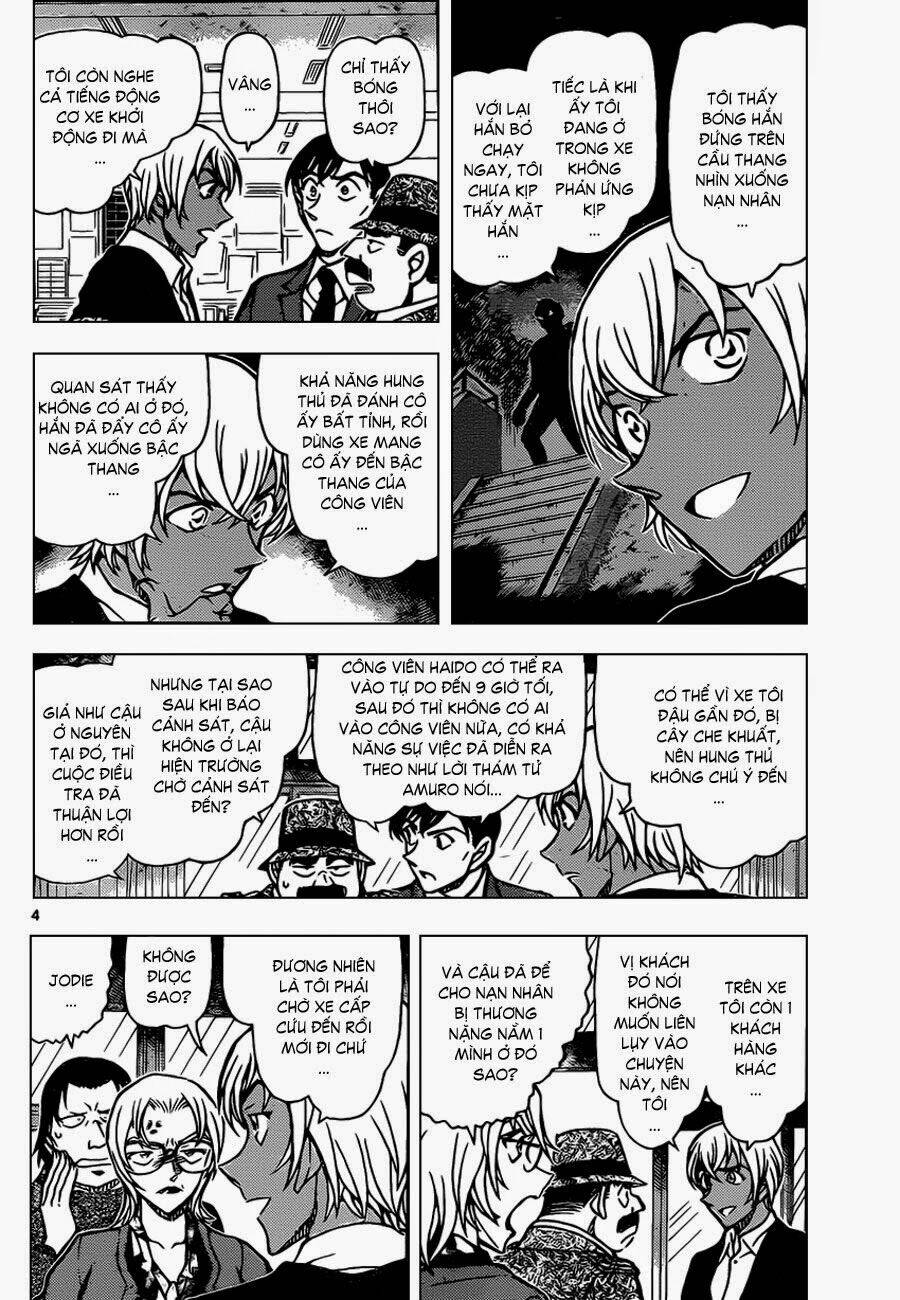 TÔI THẤY
BÓNG HẮN
ĐỨNG TRÊN
CẦU THANG
NHÌN XUỐNG
NẠN NHÂN
...
TIẾC LÀ KHI
ẤY TÔI
ĐANG Ở
TRONG XE
KHÔNG
PHẢN ỨNG
KỊP
...
VỚI LẠI
HẮN BỎ
CHẠY
NGAY, TÔI
CHƯA KỊP
THẤY MẶT
HẮN
...
CHỈ THẤY
BÓNG
THÔI
SAO?
VÂNG
...
TÔI CÒN NGHE
CẢ TIẾNG ĐỘNG
CƠ XE KHỞI
ĐỘNG ĐI MÀ
...
KHẢ NĂNG HUNG
THỦ ĐÃ ĐÁNH CÔ
ẤY BẤT TỈNH, RỒI
DÙNG XE MANG
CÔ ẤY ĐẾN BẬC
THANG CỦA
CÔNG VIÊN
...
QUAN SÁT THẤY
KHÔNG CÓ AI Ở ĐÓ,
HẮN ĐÃ ĐẨY CÔ ẤY
NGÃ XUỐNG BẬC
THANG
...
CÓ THỂ VÌ XE TÔI
ĐẬU GẦN ĐÓ, BỊ
CÂY CHE KHUẤT,
NÊN HUNG THỦ
KHÔNG CHÚ Ý ĐẾN
...
CÔNG VIÊN HAIDO CÓ THỂ RA
VÀO TỰ DO ĐẾN 9 GIỜ TỐI,
SAU ĐÓ THÌ KHÔNG CÓ AI
VÀO CÔNG VIÊN NỮA, CÓ KHẢ
NĂNG SỰ VIỆC ĐÃ DIỄN RA
THEO NHƯ LỜI THÁM TỬ
AMURO NÓI...
NHƯNG TẠI SAO
SAU KHI BÁO
CẢNH SÁT, CẬU
KHÔNG Ở LẠI
HIỆN TRƯỜNG
CHỜ CẢNH SÁT
ĐẾN?
GIÁ NHƯ CẬU
Ở NGUYÊN
TẠI ĐÓ, THÌ
CUỘC ĐIỀU
TRA ĐÃ
THUẬN LỢI
HƠN RỒI
...
4
TRÊN XE
TÔI CÒN 1
KHÁCH
HÀNG
KHÁC
...
VỊ KHÁCH
ĐÓ NÓI
KHÔNG
MUỐN LIÊN
LỤY VÀO
CHUYỆN
NÀY, NÊN
TÔI
...
VÀ CẬU ĐÃ ĐỂ
CHO NẠN NHÂN
BỊ THƯƠNG
NẶNG NẰM 1
MÌNH Ở ĐÓ
SAO?
ĐƯƠNG NHIÊN
LÀ TÔI PHẢI
CHỜ XE CẤP
CỨU ĐẾN RỒI
MỚI ĐI CHỨ
...
KHÔNG
ĐƯỢC
SAO?
JODIE
...